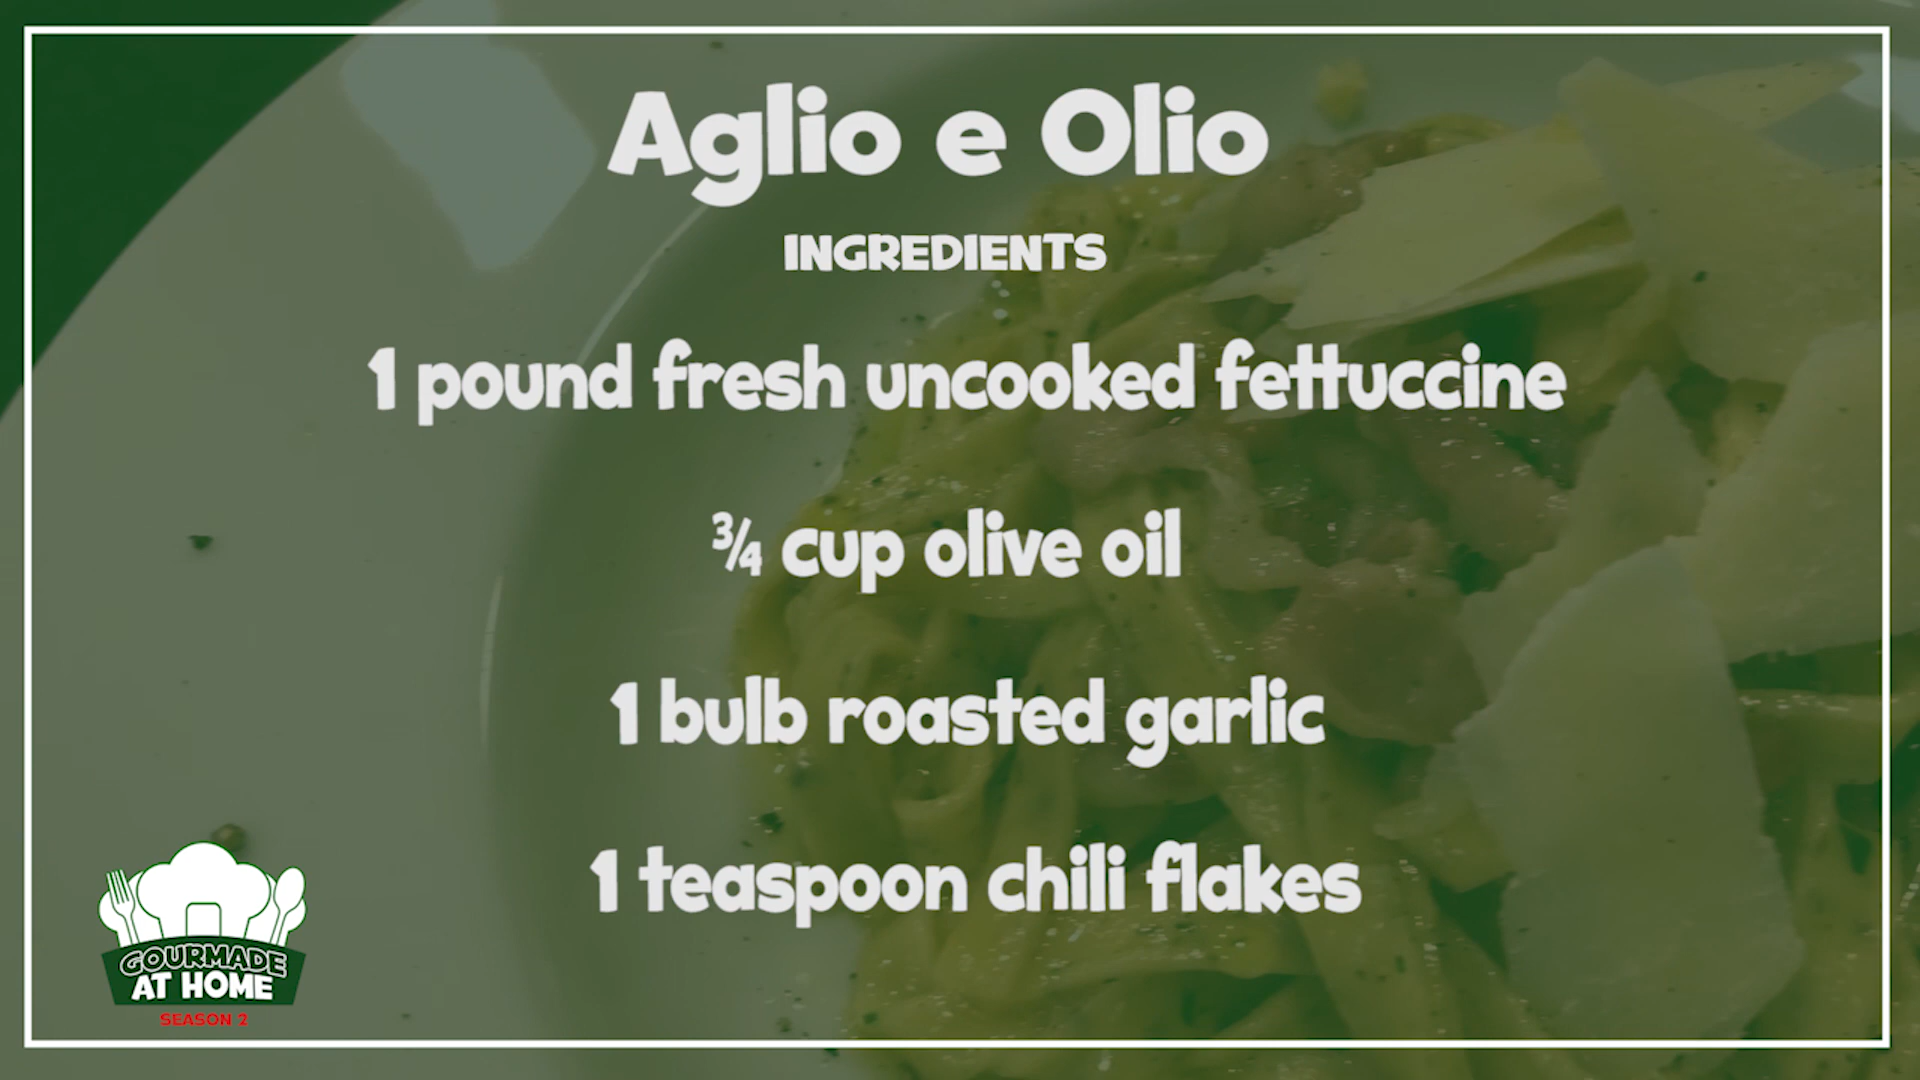 Aglio e Olio
INGREDIENTS
1 pound fresh uncooked fettuccine
¾ cup olive oil
1 bulb roasted garlic
1 teaspoon chili flakes
GOURMADE
AT HOME
SEASON 2